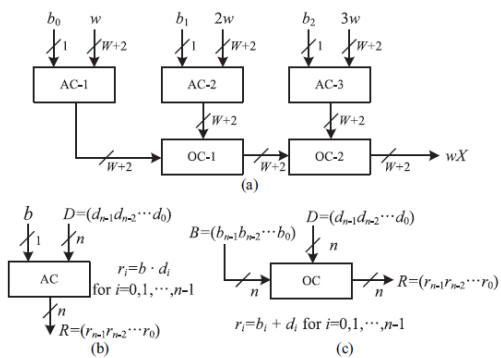 b₀ w b₁ 2w b₂ 3w
1 W+2 1 W+2 1 W+2
AC-1 AC-2 AC-3
W+2 W+2
OC-1 OC-2 wX
W+2 W+2 W+2
(a)
b D=(dₙ₋₁dₙ₋₂⋯d₀)
1 n
AC
rᵢ=b · dᵢ
for i=0,1,⋯,n-1
n
R=(rₙ₋₁rₙ₋₂⋯r₀)
(b)
D=(dₙ₋₁dₙ₋₂⋯d₀)
B=(bₙ₋₁bₙ₋₂⋯b₀)
n
n OC n R=(rₙ₋₁rₙ₋₂⋯r₀)
rᵢ=bᵢ + dᵢ for i=0,1,⋯,n-1
(c)